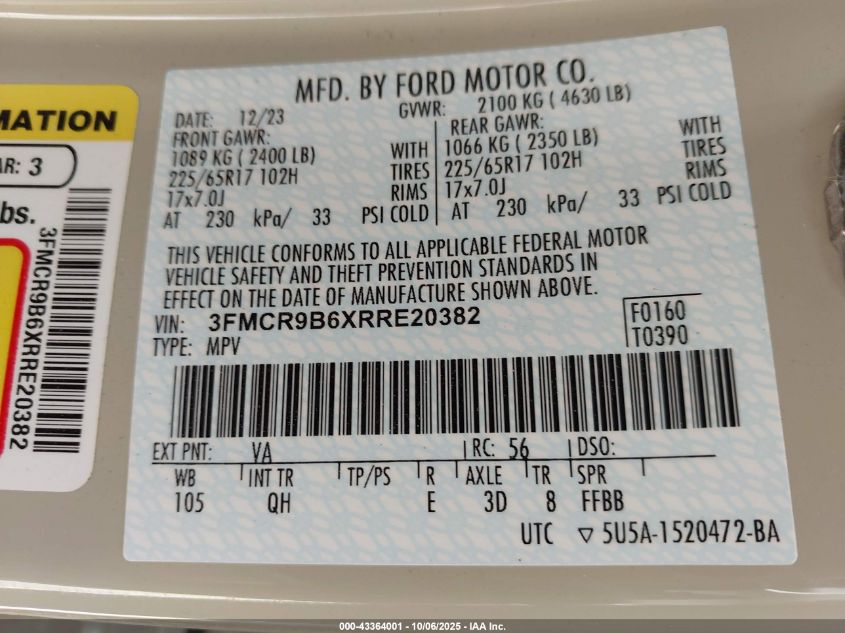 MATION
AR: 3
bs.
3FMCR9B6XRRE20382
MFD. BY FORD MOTOR CO.
DATE: 12/23 GVWR: 2100 KG ( 4630 LB)
FRONT GAWR: REAR GAWR:
1089 KG ( 2400 LB) WITH 1066 KG ( 2350 LB) WITH
225/65R17 102H TIRES 225/65R17 102H TIRES
17x7.0J RIMS 17x7.0J RIMS
AT 230 kPa/ 33 PSI COLD AT 230 kPa/ 33 PSI COLD
THIS VEHICLE CONFORMS TO ALL APPLICABLE FEDERAL MOTOR
VEHICLE SAFETY AND THEFT PREVENTION STANDARDS IN
EFFECT ON THE DATE OF MANUFACTURE SHOWN ABOVE.
VIN: 3FMCR9B6XRRE20382 F0160
TYPE: MPV T0390
EXT PNT: VA RC: 56 DSO:
WB INT TR TP/PS R AXLE TR SPR
105 QH E 3D 8 FFBB
UTC ▽ 5U5A-1520472-BA
000-43364001 - 10/06/2025 - IAA Inc.